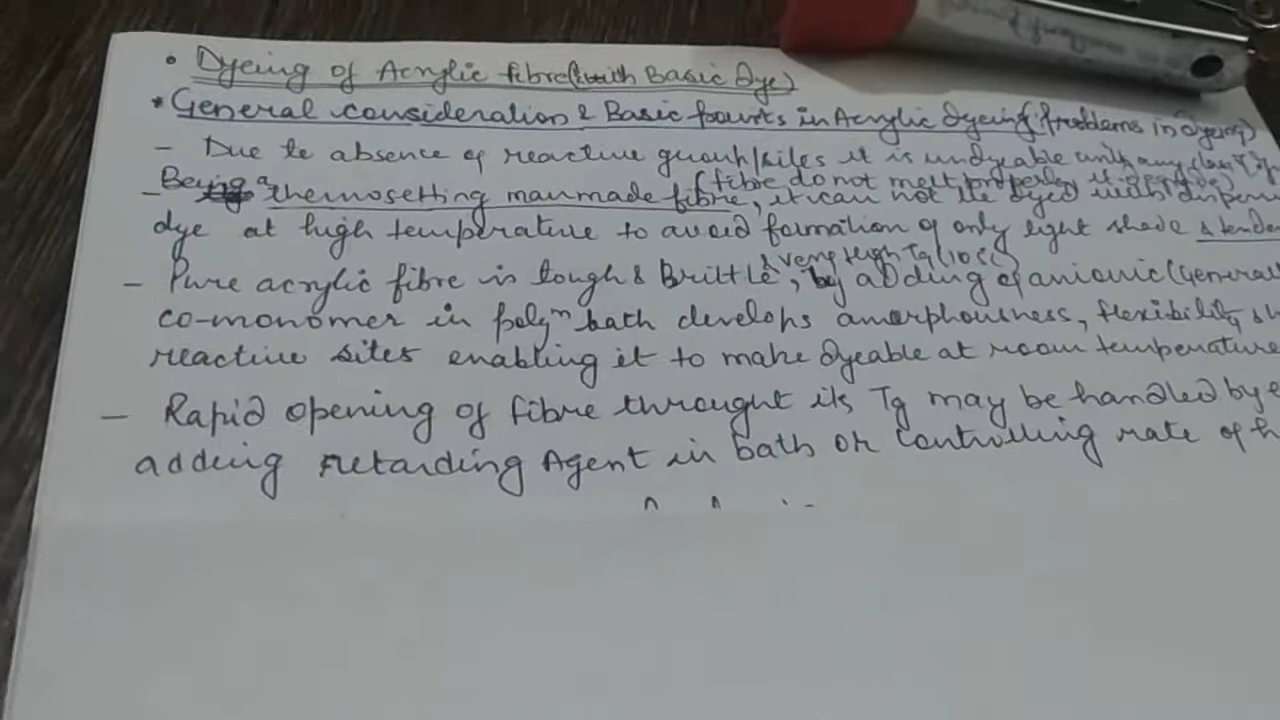 • Dyeing of Acrylic fibre (with Basic Dye)
* General consideration & Basic points in Acrylic Dyeing (Problems in dyeing)
- Due to absence of reactive group/sites it is undyeable with any class of
(fibre do not melt properly it
- Being a thermosetting manmade fibre, it can not be dyed with disperse
dye at high temperature to avoid formation of only light shade
& very high Tg (105c)
- Pure acrylic fibre is tough & Brittle, by adding of anionic (General
co-monomer in polymn bath develops amorphousness, flexibility &
reactive sites enabling it to make dyeable at room temperature
- Rapid opening of fibre throught its Tg may be handled by
adding retarding Agent in bath or controlling rate of h